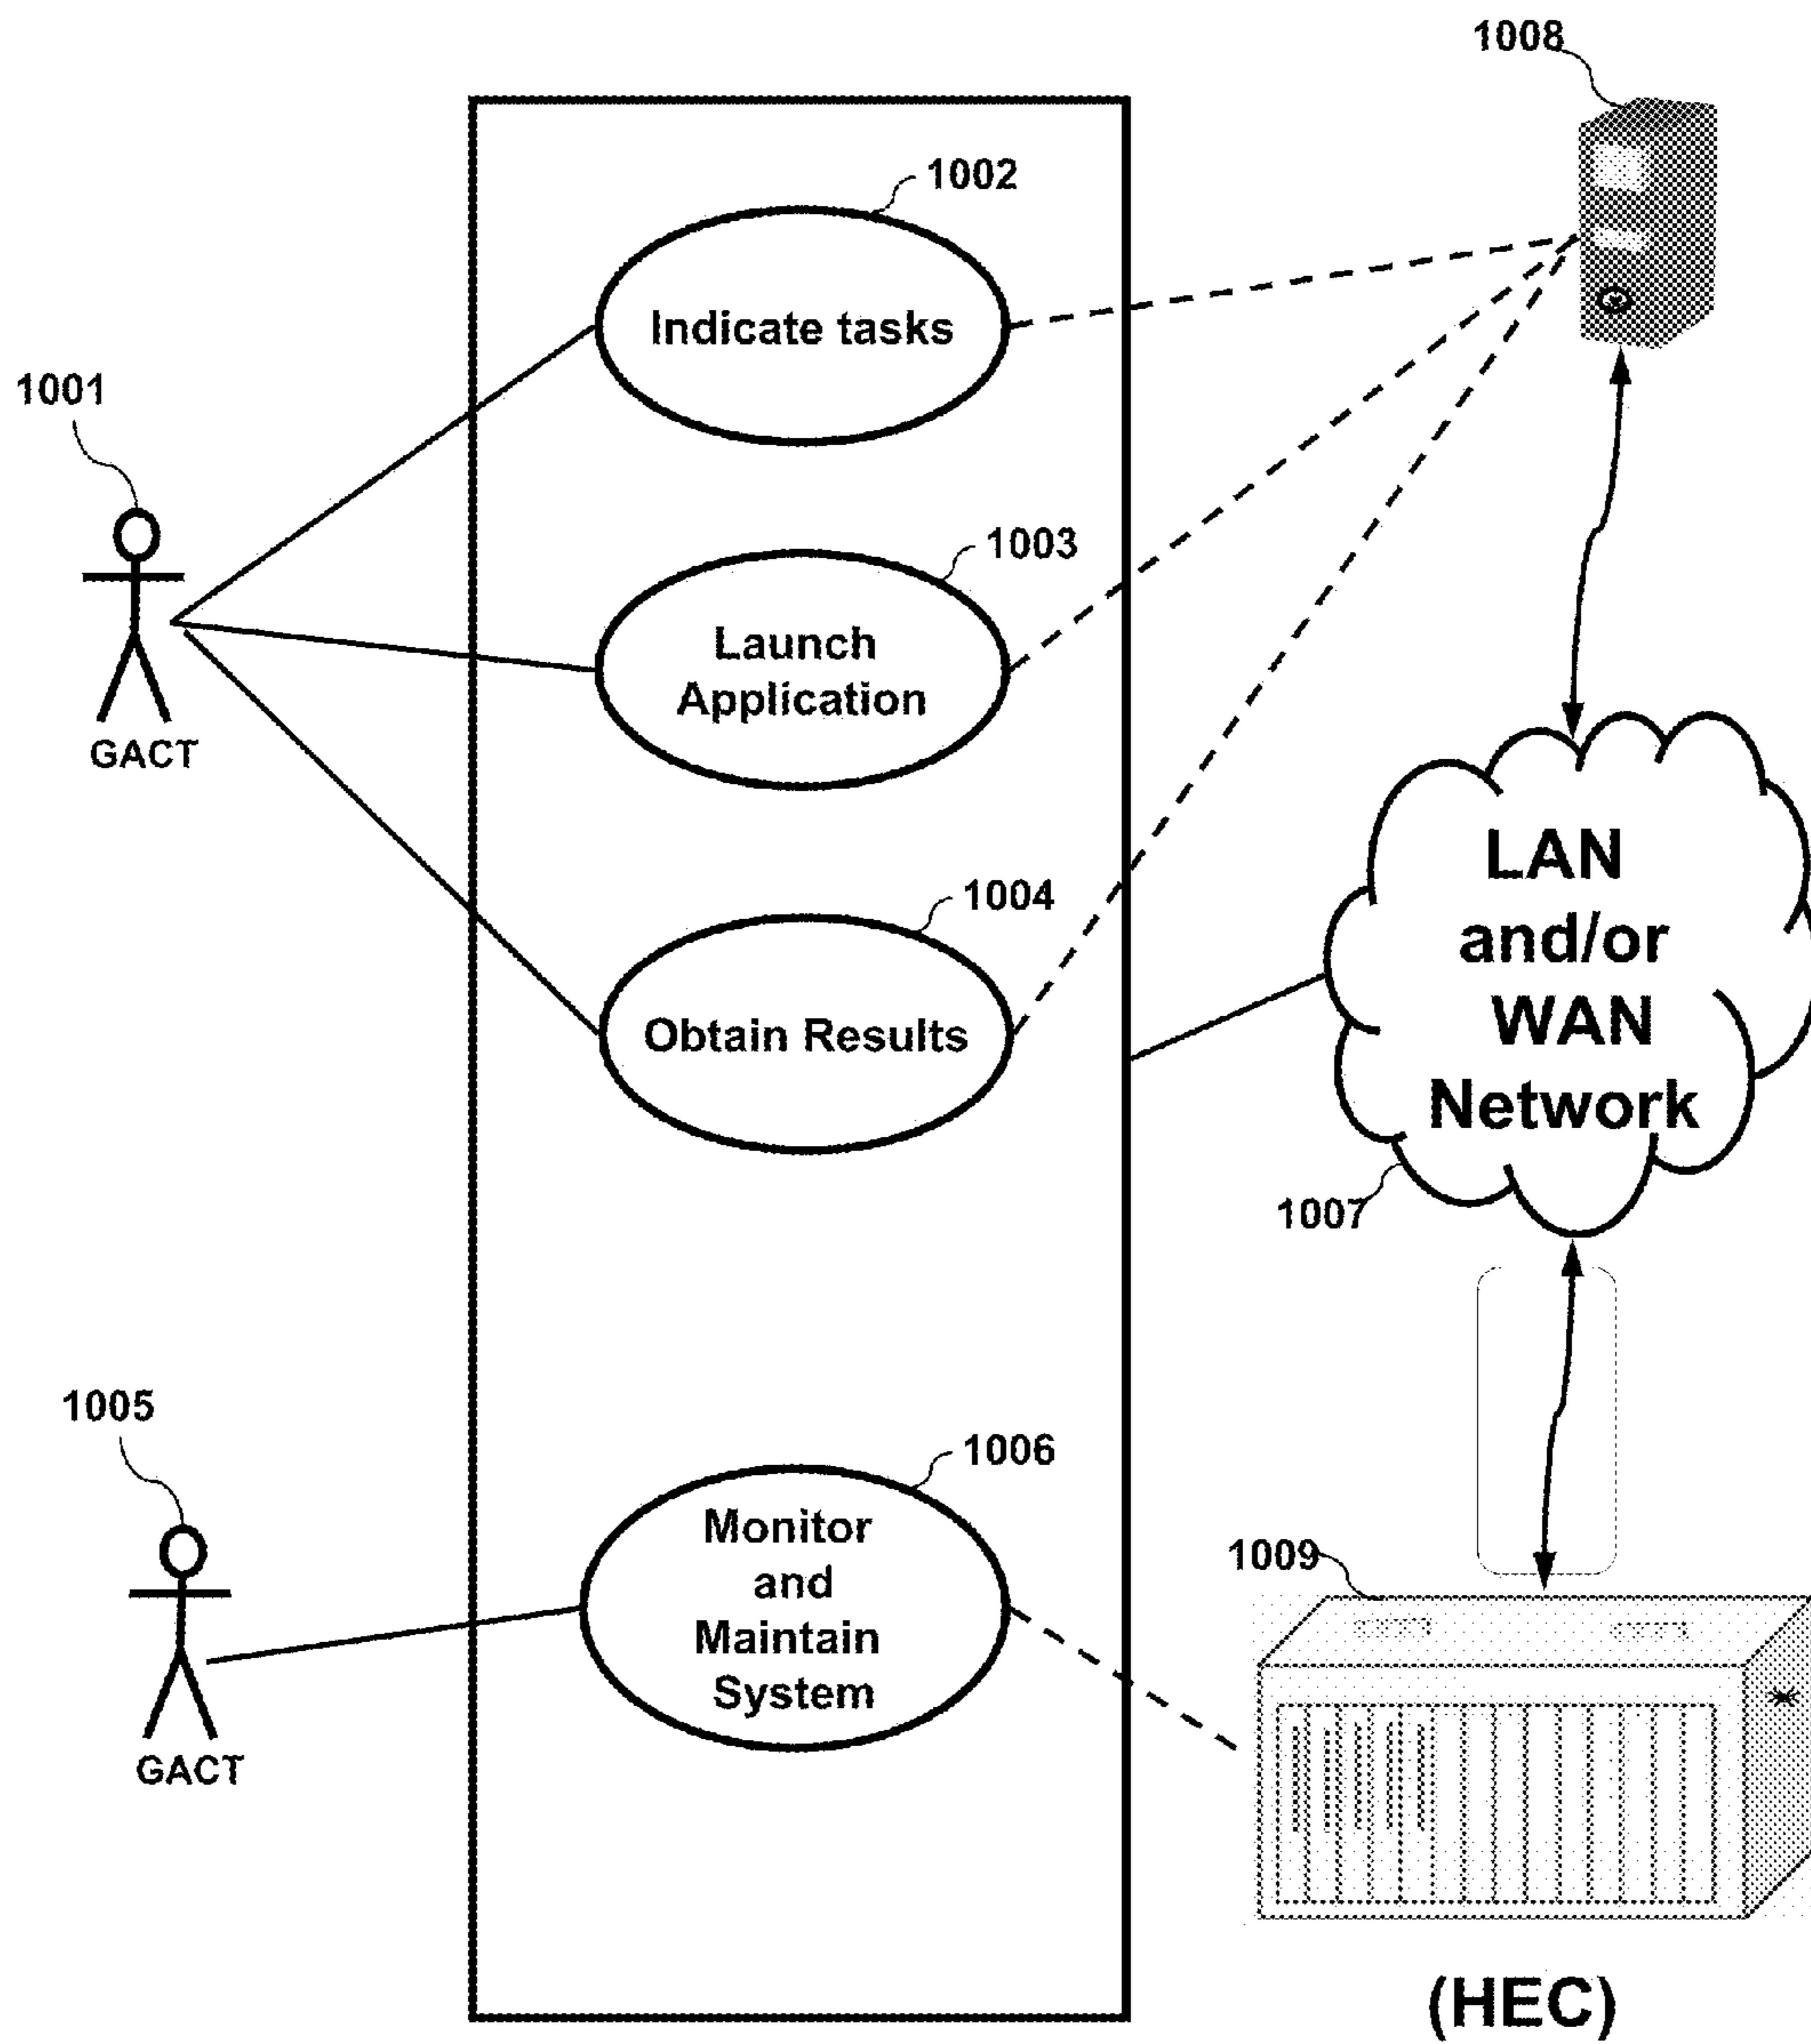 1008
1002
Indicate tasks
1001
1003
Launch
Application
GACT
LAN
and/or
WAN
Network
1004
Obtain Results
1007
1005
1006
Monitor
and
Maintain
System
1009
GACT
(HEC)